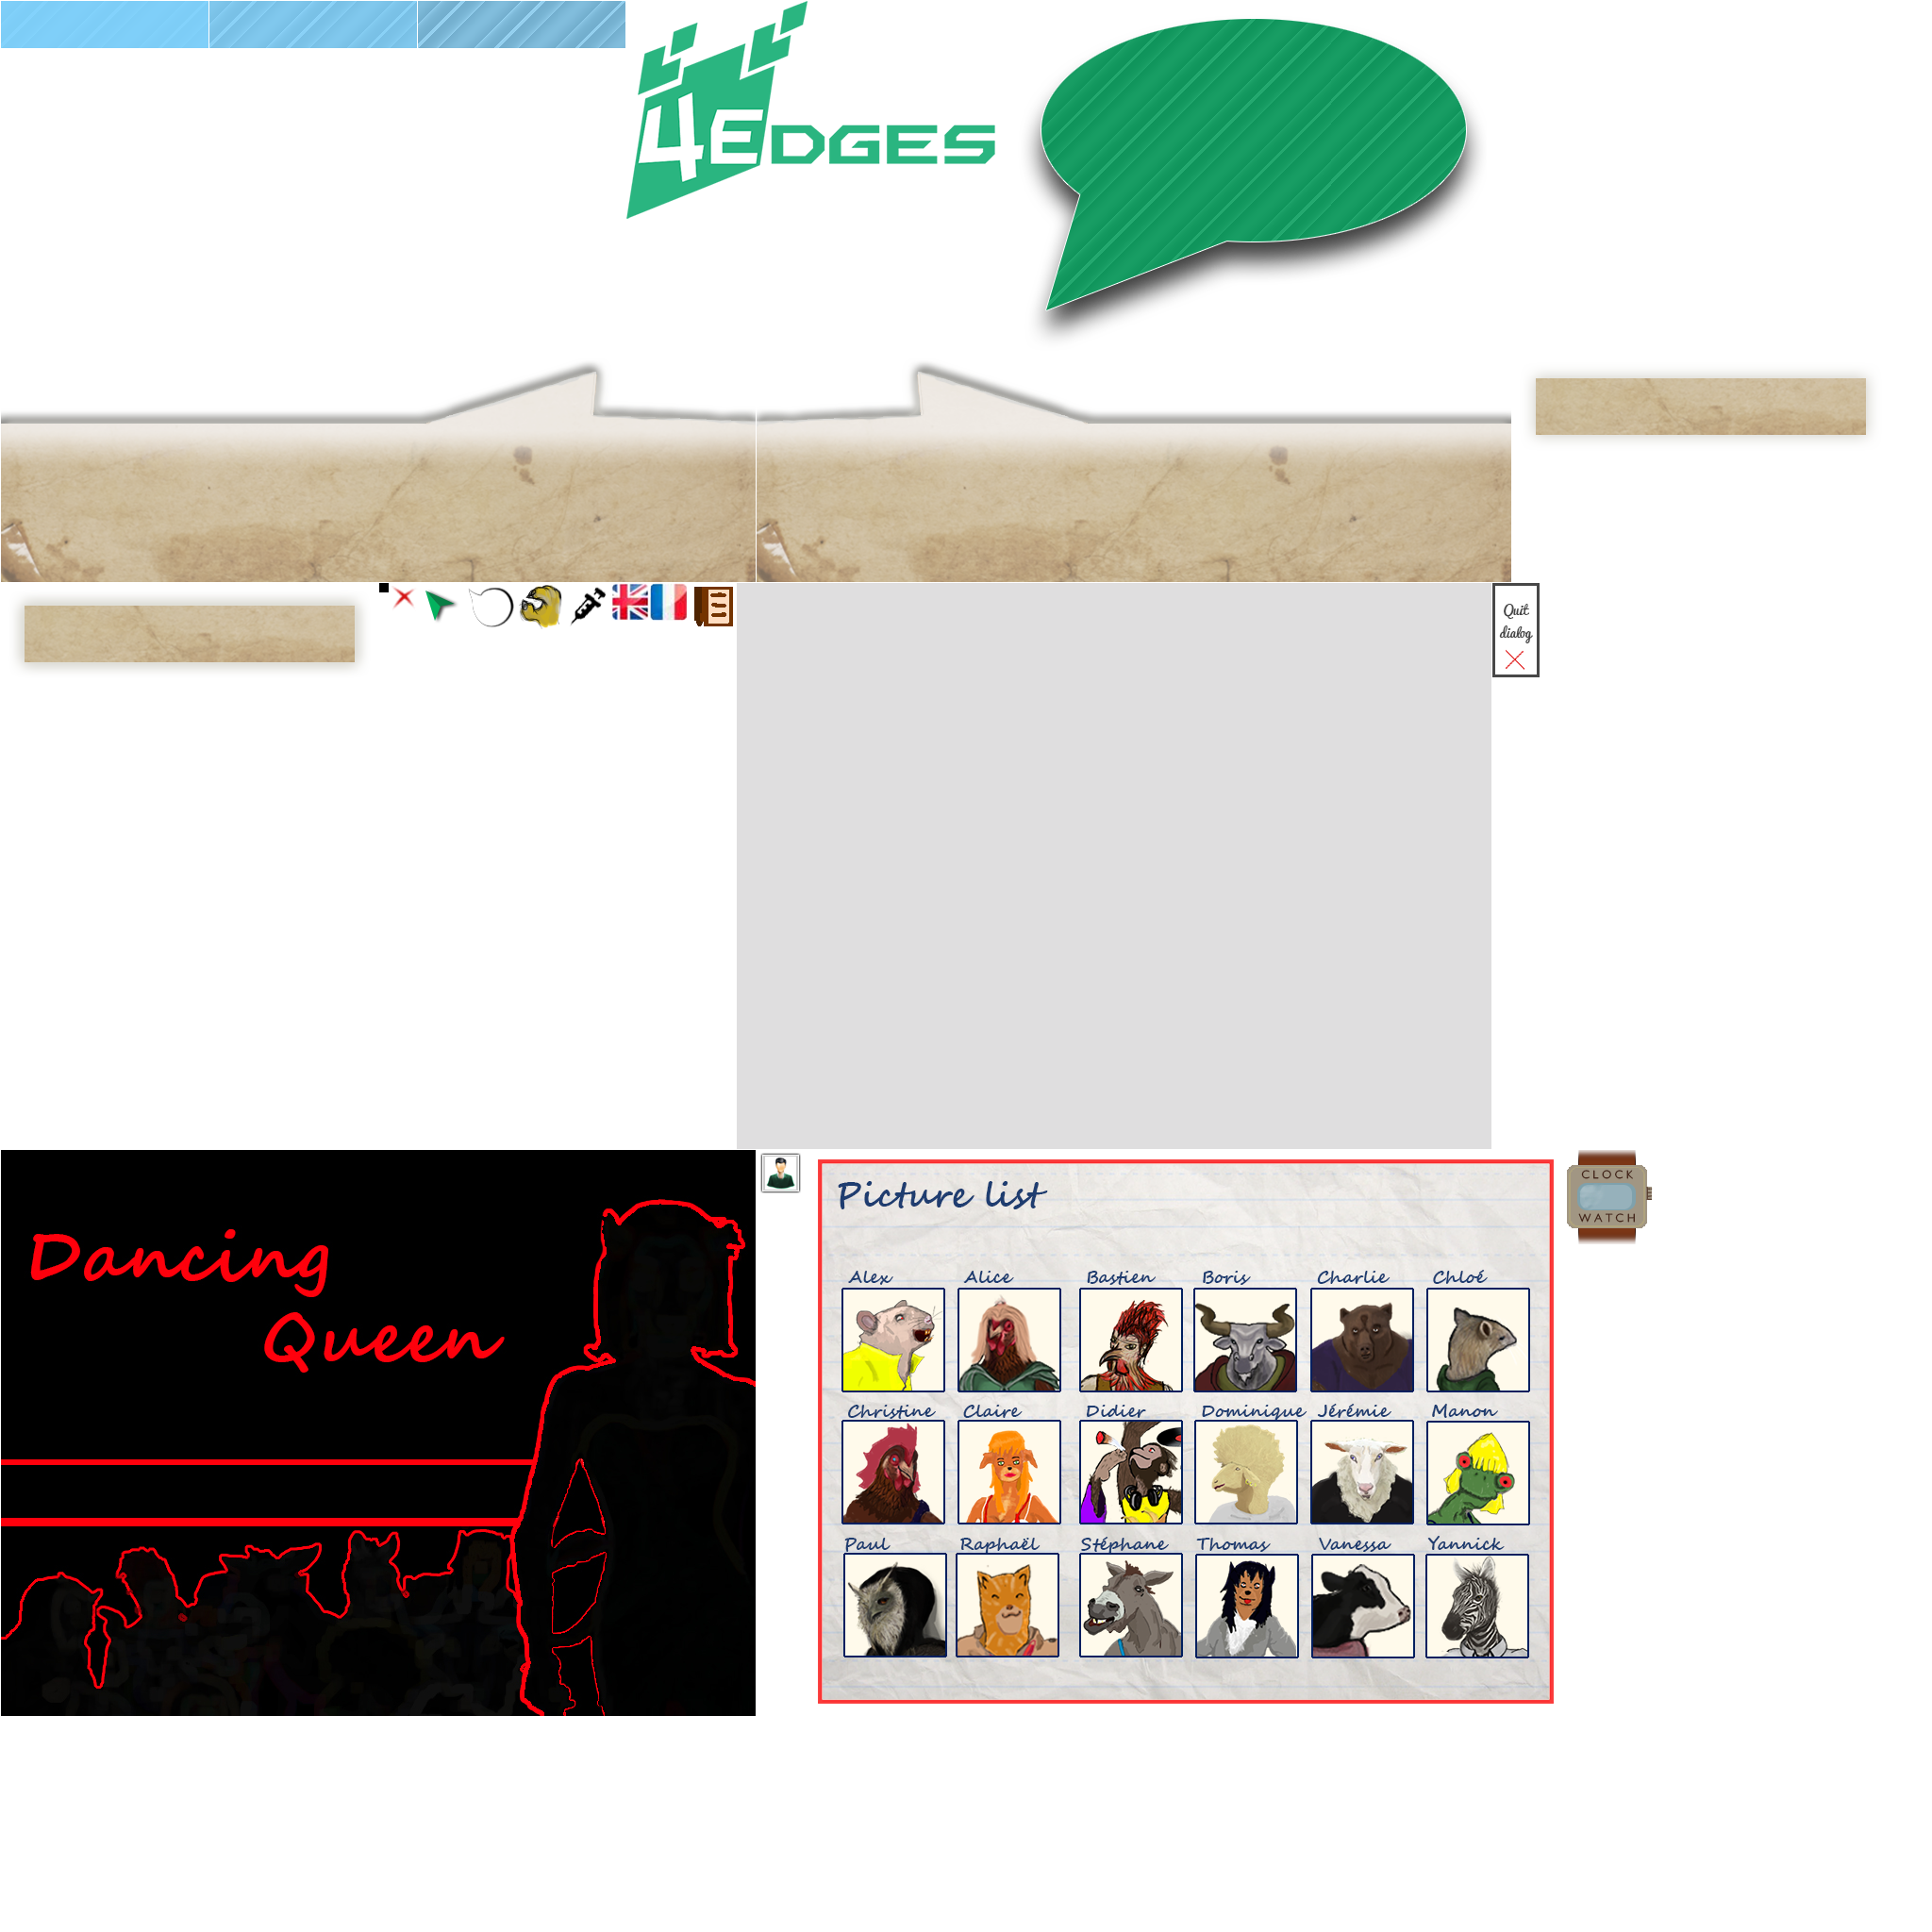 4EDGES
Quit
dialog
Dancing
Queen
Picture list
Alex Alice Bastien Boris Charlie Chloé
Christine Claire Didier Dominique Jérémie Manon
Paul Raphaël Stéphane Thomas Vanessa Yannick
CLOCK
WATCH